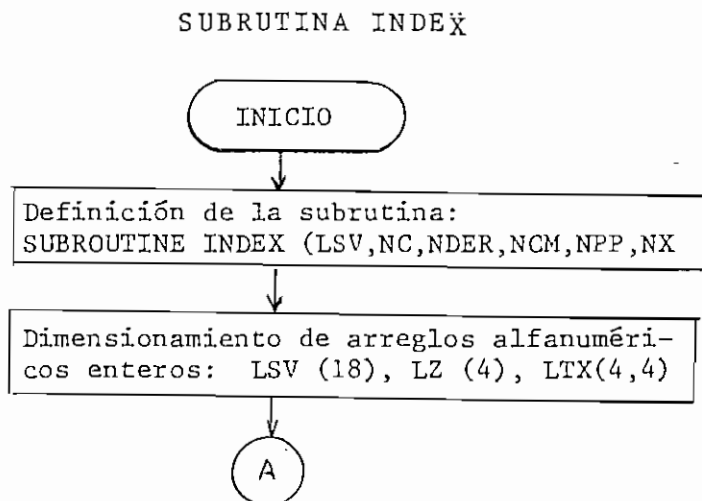 SUBRUTINA INDEX
INICIO
Definición de la subrutina:
SUBROUTINE INDEX (LSV,NC,NDER,NCM,NPP,NX
Dimensionamiento de arreglos alfanuméri-
cos enteros: LSV (18), LZ (4), LTX(4,4)
A